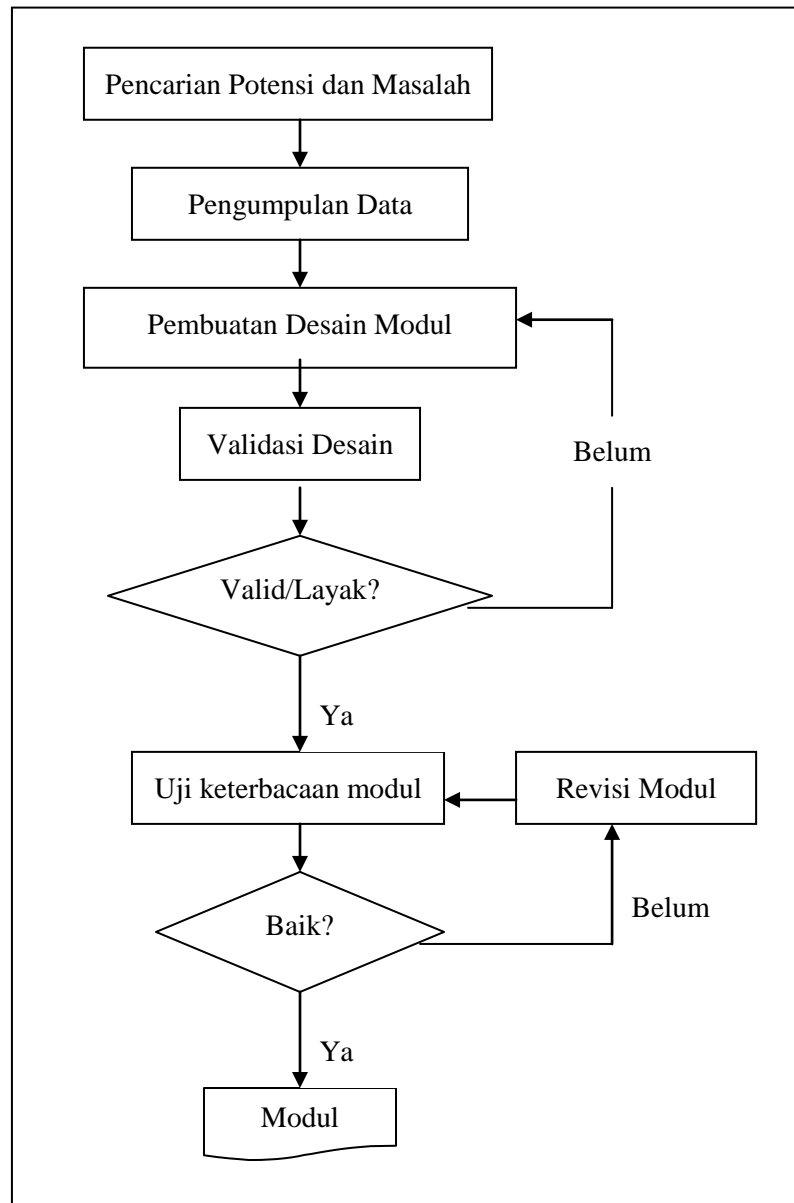 Pencarian Potensi dan Masalah
Pengumpulan Data
Pembuatan Desain Modul
Validasi Desain
Belum
Valid/Layak?
Ya
Uji keterbacaan modul
Revisi Modul
Baik?
Belum
Ya
Modul